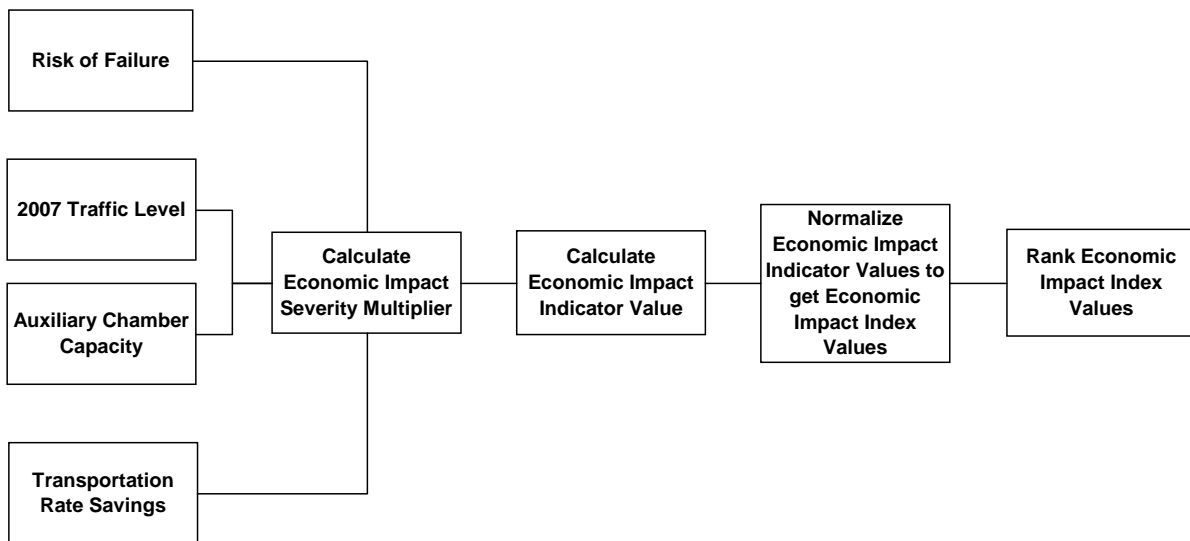 Risk of Failure
2007 Traffic Level
Auxiliary Chamber
Capacity
Transportation
Rate Savings
Calculate
Economic Impact
Severity Multiplier
Calculate
Economic Impact
Indicator Value
Normalize
Economic Impact
Indicator Values to
get Economic
Impact Index
Values
Rank Economic
Impact Index
Values